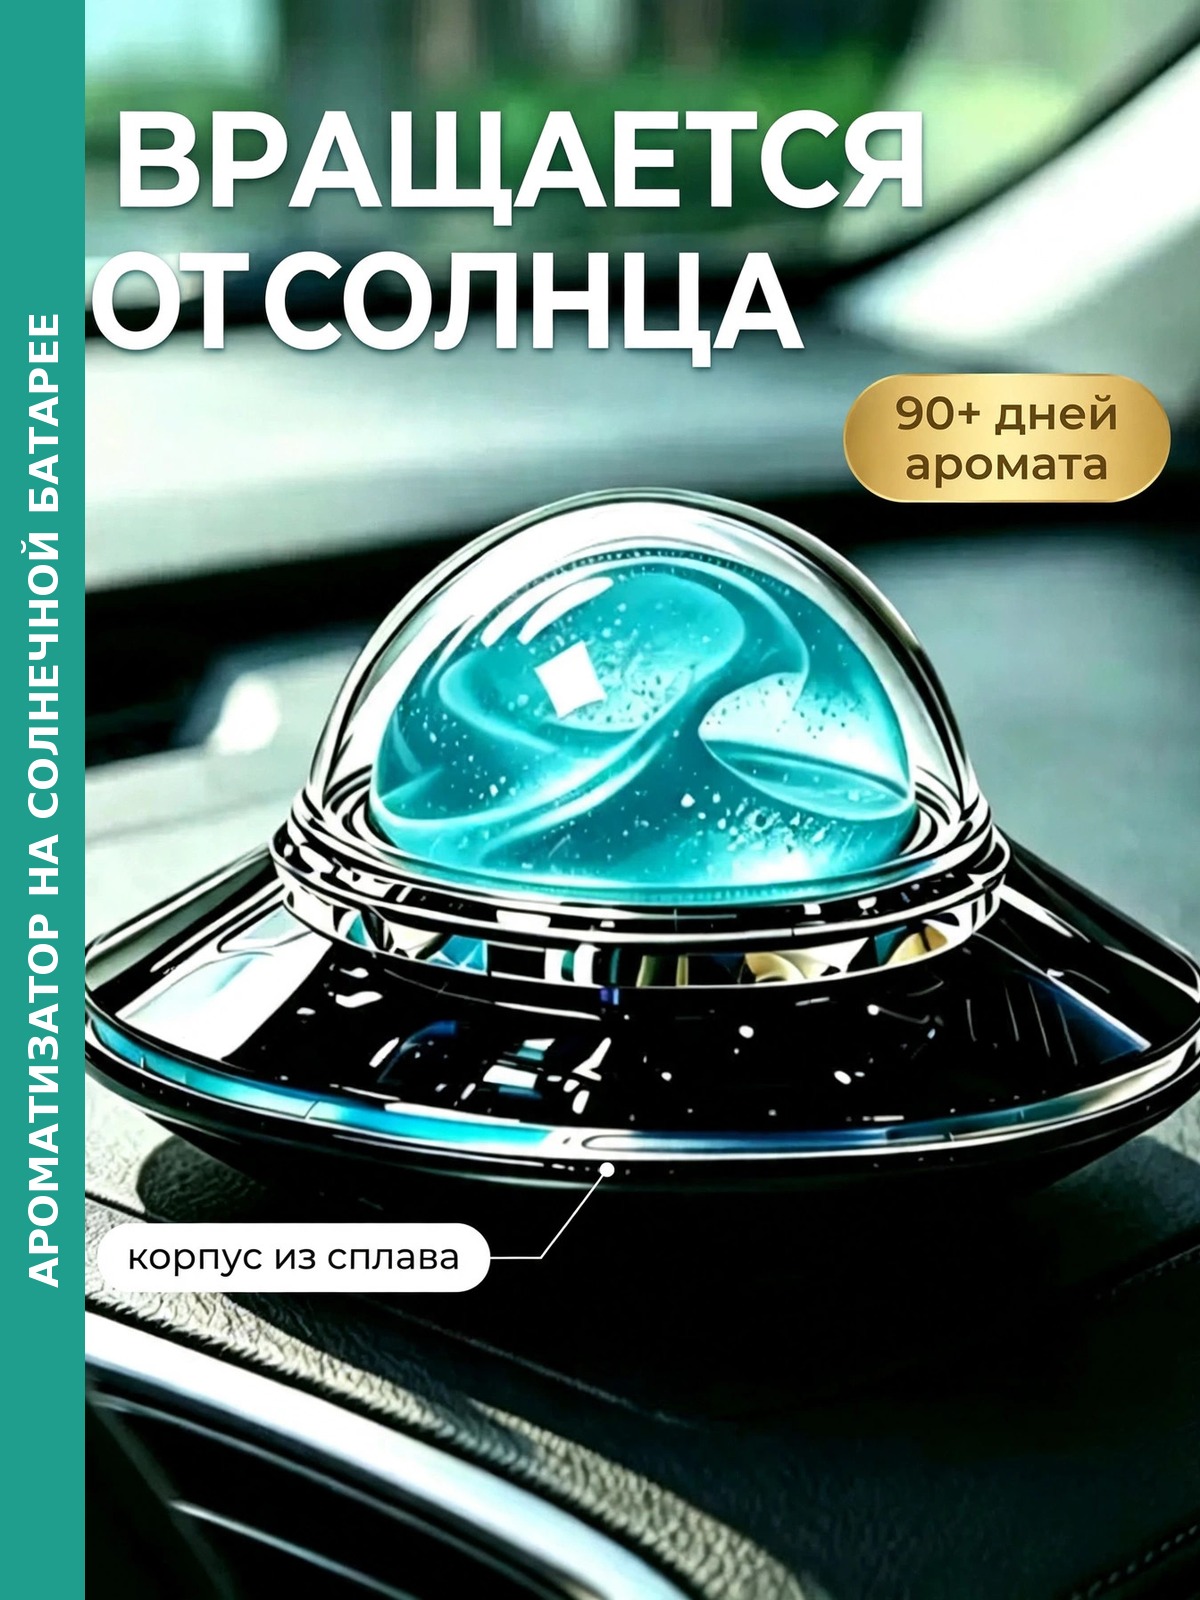 ВРАЩАЕТСЯ
ОТ СОЛНЦА
90+ дней
аромата
АРОМАТИЗАТОР НА СОЛНЕЧНОЙ БАТАРЕЕ
корпус из сплава